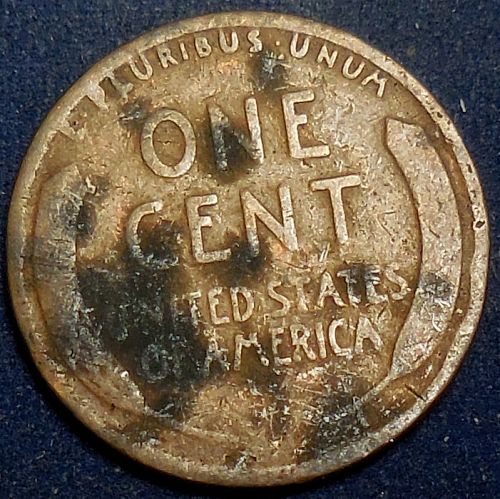 E PLURIBUS · UNUM
ONE
CENT
UNITED STATES
OF AMERICA